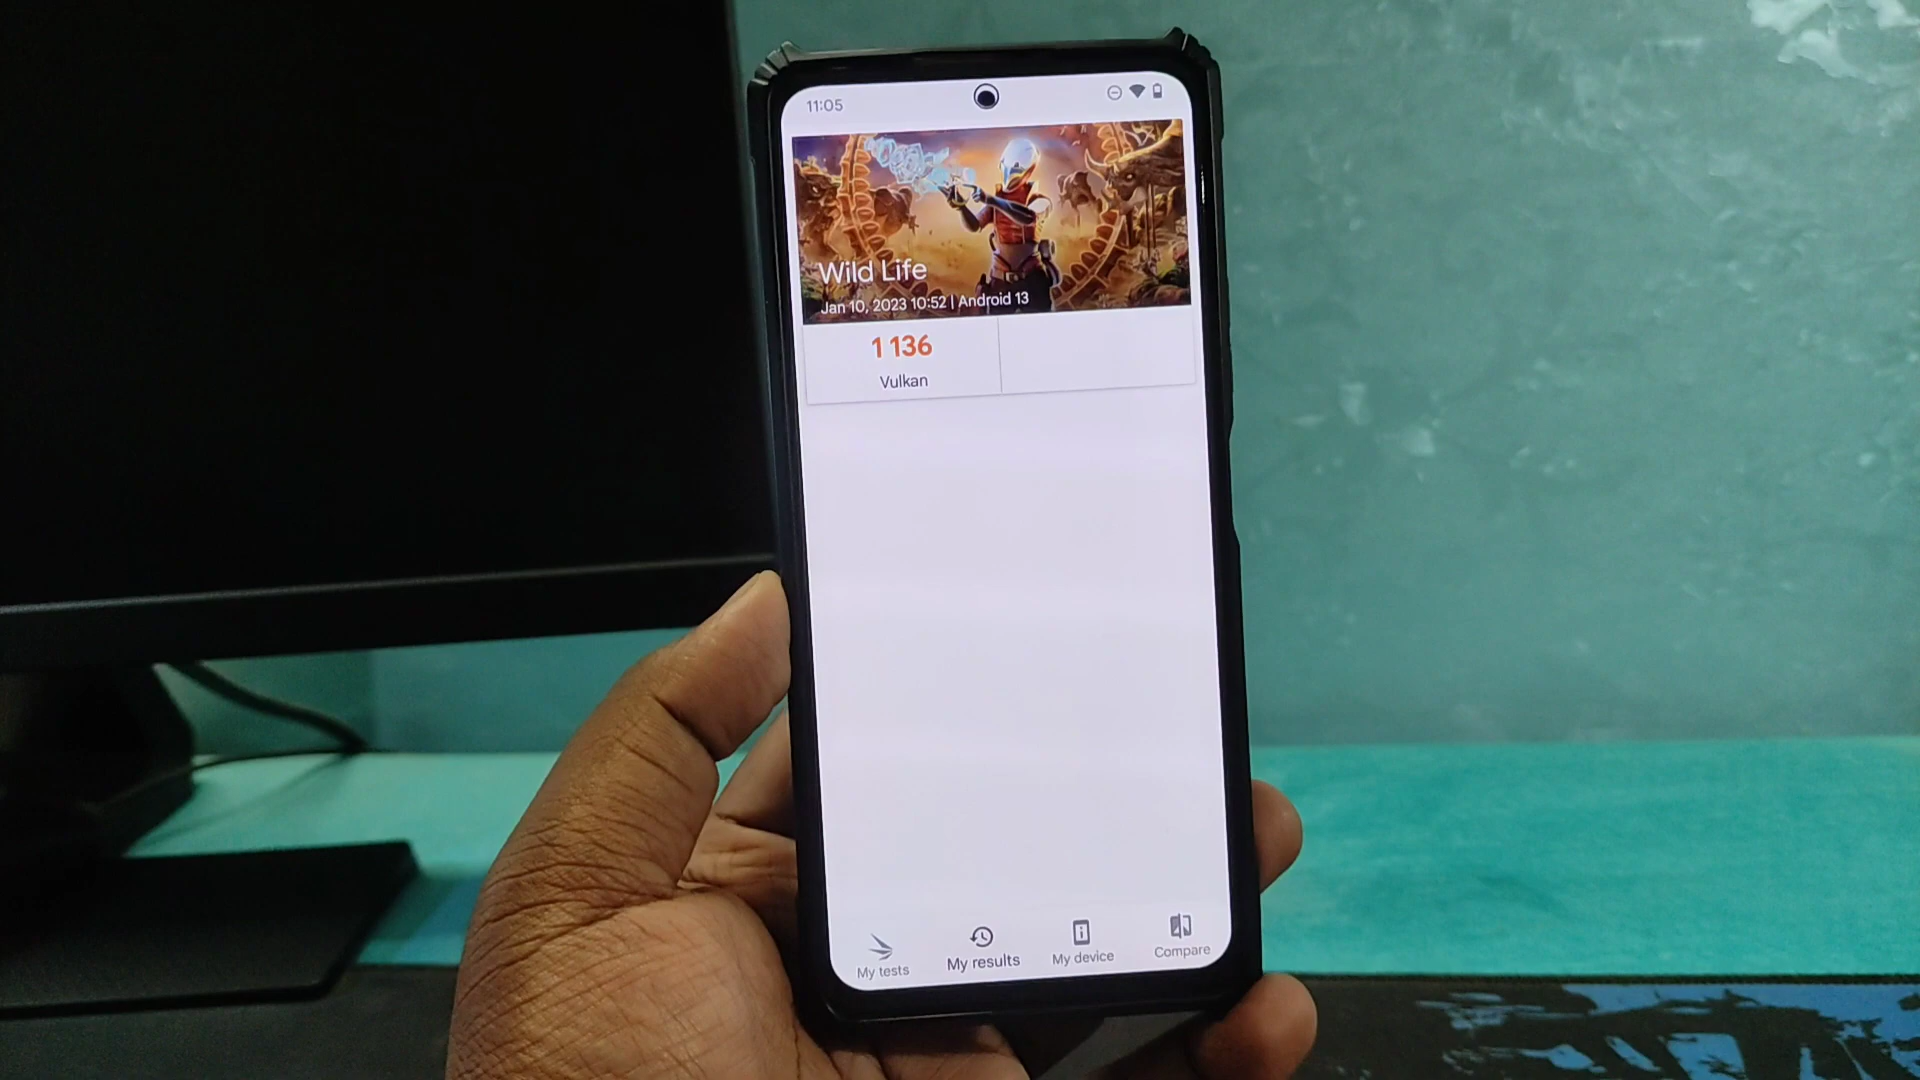 11:05
Wild Life
Jan 10, 2023 10:52 | Android 13
1 136
Vulkan
My tests
My results
My device
Compare